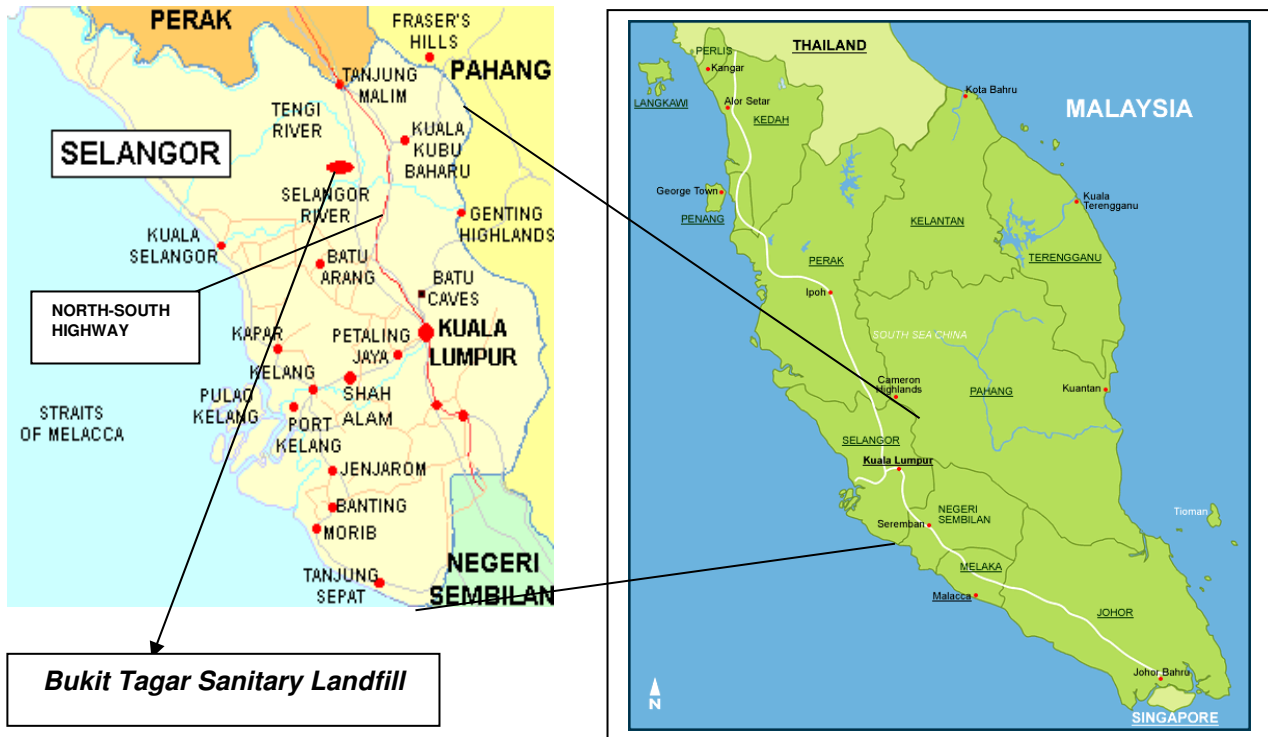 PERAK
FRASER'S
HILLS
PAHANG
TANJUNG
MALIM
TENGI
RIVER
SELANGOR
KUALA
KUBU
BAHARU
SELANGOR
RIVER
GENTING
HIGHLANDS
KUALA
SELANGOR
BATU
ARANG
BATU
CAVES
NORTH-SOUTH
HIGHWAY
KAPAR
PETALING
JAYA
KUALA
LUMPUR
KELANG
SHAH
ALAM
PULAU
KELANG
PORT
KELANG
STRAITS
OF MELACCA
JENJAROM
BANTING
MORIB
TANJUNG
SEPAT
NEGERI
SEMBILAN
Bukit Tagar Sanitary Landfill
THAILAND
MALAYSIA
PERLIS
Kangar
LANGKAWI
Alor Setar
KEDAH
Kota Bahru
George Town
PENANG
KELANTAN
Kuala
Terengganu
TERENGGANU
PERAK
Ipoh
SOUTH SEA CHINA
Cameron
Highlands
PAHANG
Kuantan
SELANGOR
Kuala Lumpur
NEGERI
SEMBILAN
Seremban
Tioman
MELAKA
Malacca
JOHOR
Johor Bahru
SINGAPORE
N